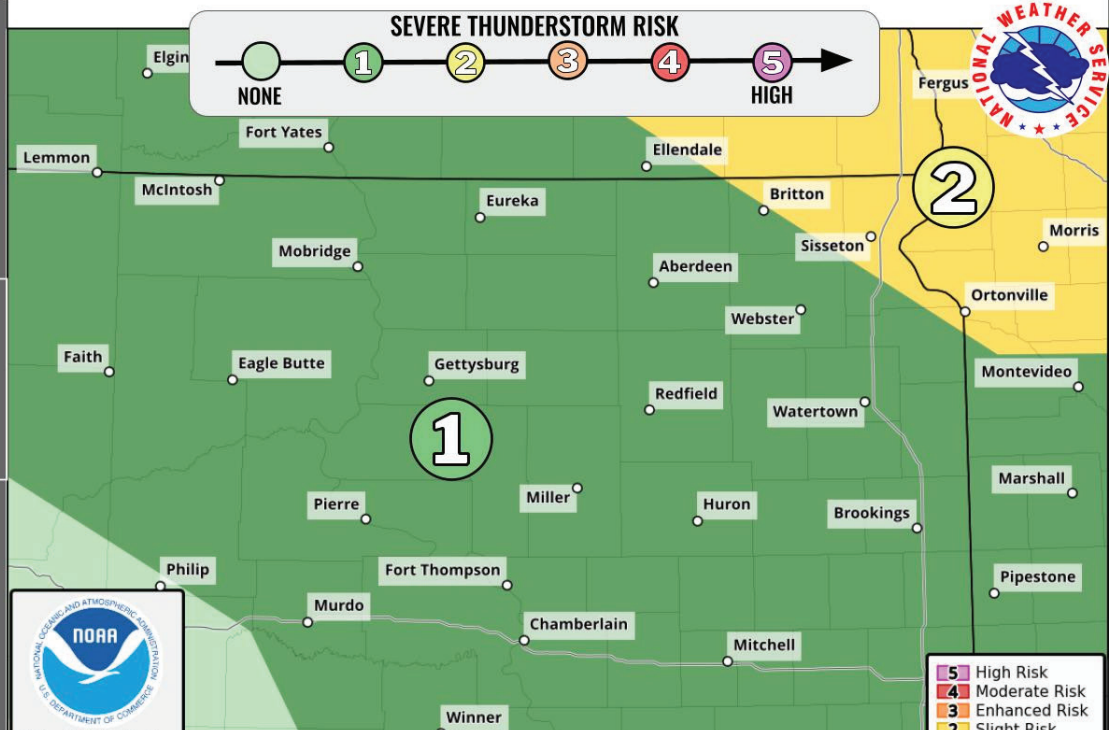 SEVERE THUNDERSTORM RISK
1 2 3 4 5
NONE HIGH
NATIONAL WEATHER SERVICE
Elgin
Fergus
Fort Yates
Ellendale
Lemmon
McIntosh
2
Britton
Eureka
Morris
Sisseton
Mobridge
Aberdeen
Ortonville
Webster
Faith
Eagle Butte
Gettysburg
Montevideo
Redfield
Watertown
1
Marshall
Miller
Pierre
Huron
Brookings
Philip
Fort Thompson
Pipestone
Murdo
Chamberlain
Mitchell
Winner
NATIONAL OCEANIC AND ATMOSPHERIC ADMINISTRATION
NOAA
U.S. DEPARTMENT OF COMMERCE
5 High Risk
4 Moderate Risk
3 Enhanced Risk
2 Slight Risk